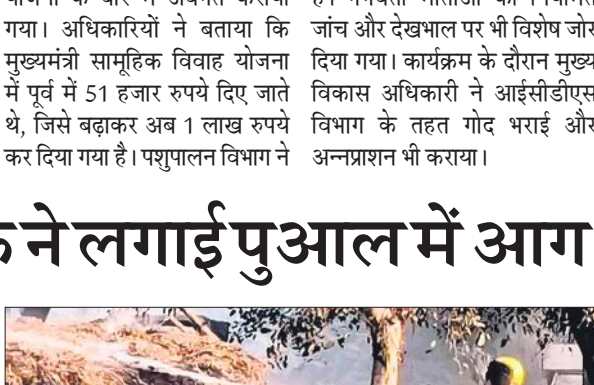 गया। अधिकारियों ने बताया कि
मुख्यमंत्री सामूहिक विवाह योजना
में पूर्व में 51 हजार रुपये दिए जाते
थे, जिसे बढ़ाकर अब 1 लाख रुपये
कर दिया गया है। पशुपालन विभाग ने
जांच और देखभाल पर भी विशेष जोर
दिया गया। कार्यक्रम के दौरान मुख्य
विकास अधिकारी ने आईसीडीएस
विभाग के तहत गोद भराई और
अन्नप्राशन भी कराया।
ने लगाई पुआल में आग